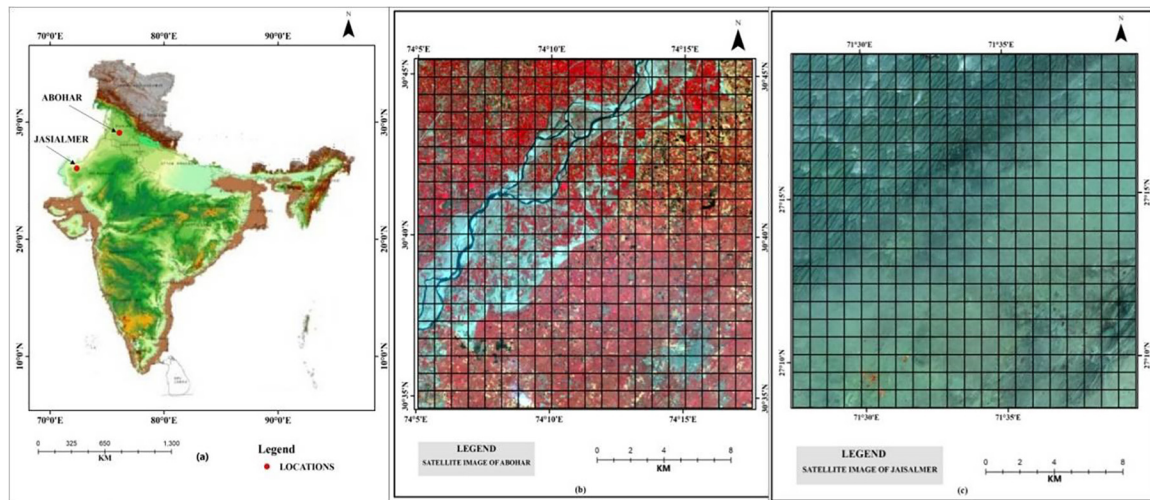 N
70°0'E 80°0'E 90°0'E
ABOHAR
JASIALMER
30°0'N 30°0'N
20°0'N 20°0'N
10°0'N 10°0'N
70°0'E 80°0'E 90°0'E
0 325 650 1,300
KM
(a)
Legend
LOCATIONS
N
74°5'E 74°10'E 74°15'E
30°45'N 30°45'N
30°40'N 30°40'N
30°35'N 30°35'N
74°5'E 74°10'E 74°15'E
LEGEND
SATELLITE IMAGE OF ABOHAR
0 2 4 8
KM
(b)
N
71°30'E 71°35'E
27°15'N 27°15'N
27°10'N 27°10'N
71°30'E 71°35'E
LEGEND
SATELLITE IMAGE OF JAISALMER
0 2 4 8
KM
(c)